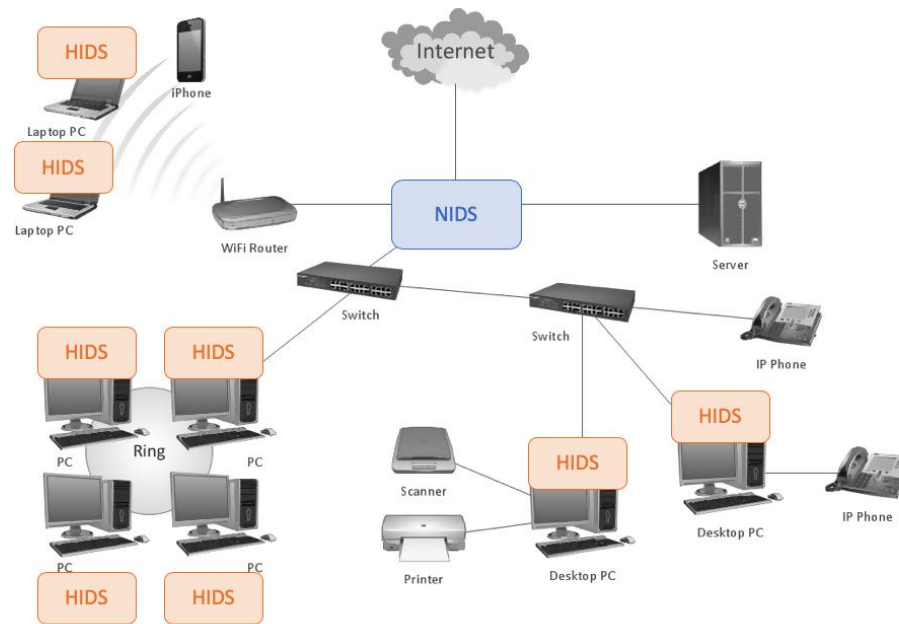 HIDS
iPhone
Laptop PC
HIDS
Laptop PC
Internet
WiFi Router
NIDS
Server
Switch
Switch
IP Phone
HIDS
HIDS
PC
Ring
PC
PC
PC
HIDS
HIDS
Scanner
Printer
HIDS
Desktop PC
HIDS
Desktop PC
IP Phone